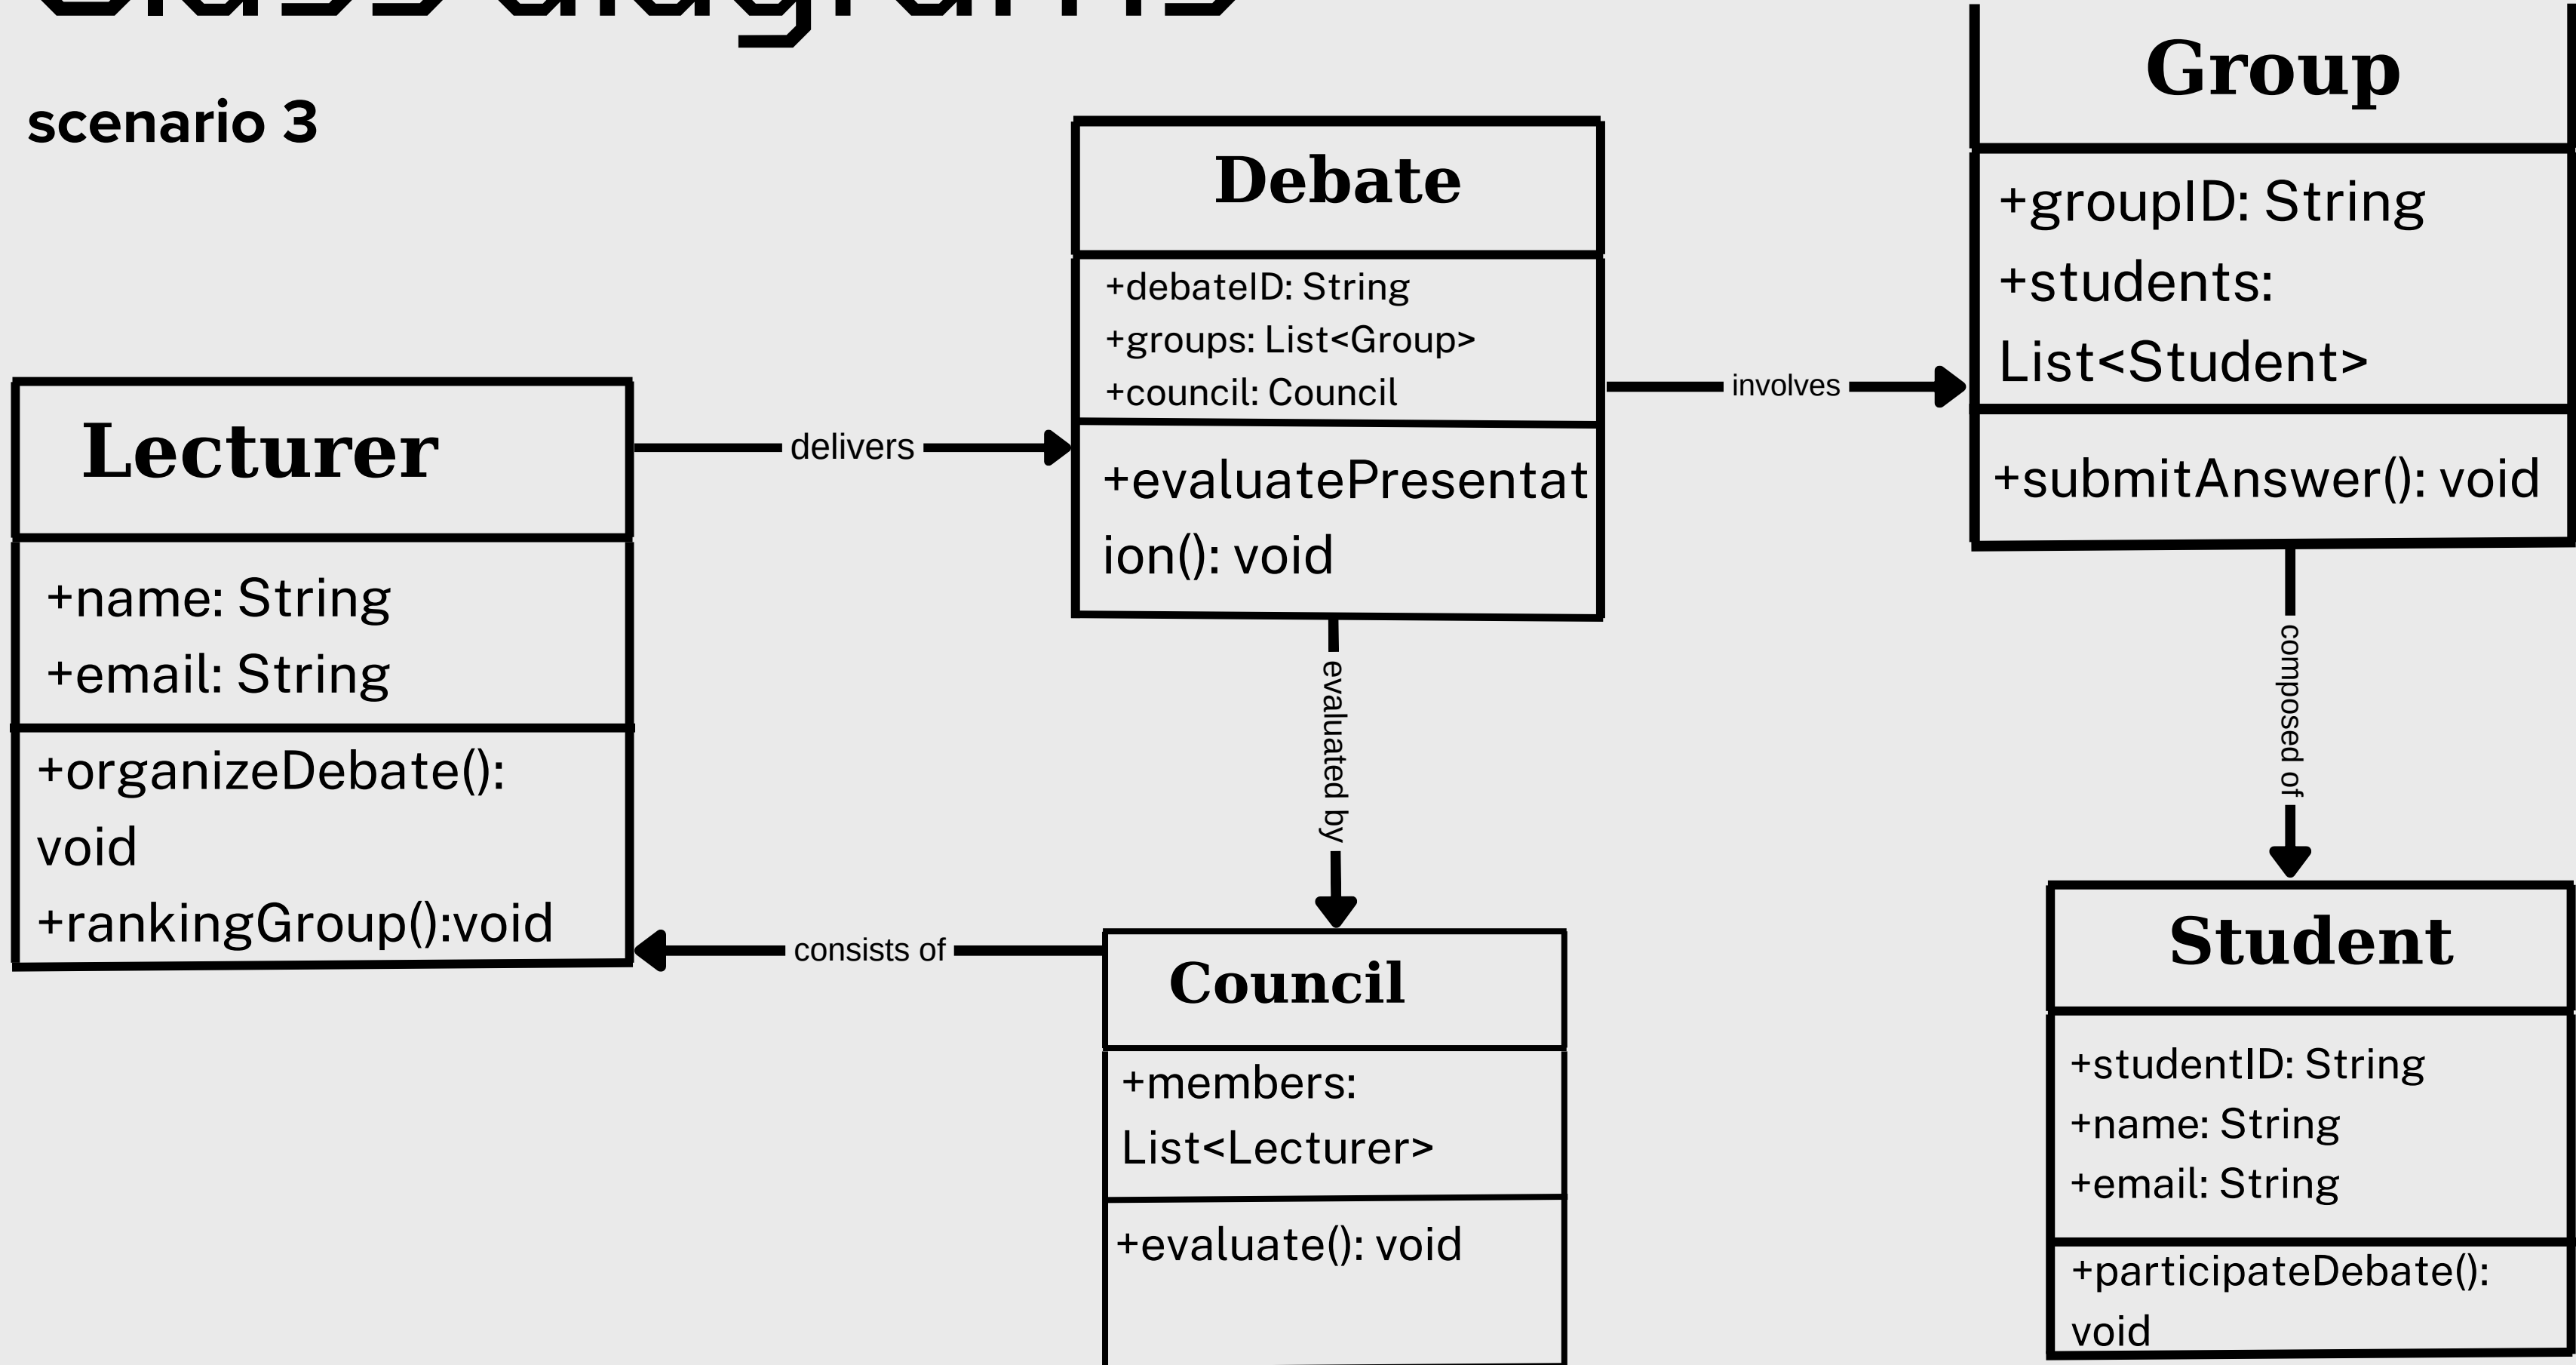 Class diagrams
scenario 3
Group
+groupID: String
+students:
List<Student>
+submitAnswer(): void
Debate
+debateID: String
+groups: List<Group>
+council: Council
+evaluatePresentat
ion(): void
involves
Lecturer
+name: String
+email: String
+organizeDebate():
void
+rankingGroup():void
delivers
evaluated by
composed of
consists of
Council
+members:
List<Lecturer>
+evaluate(): void
Student
+studentID: String
+name: String
+email: String
+participateDebate():
void